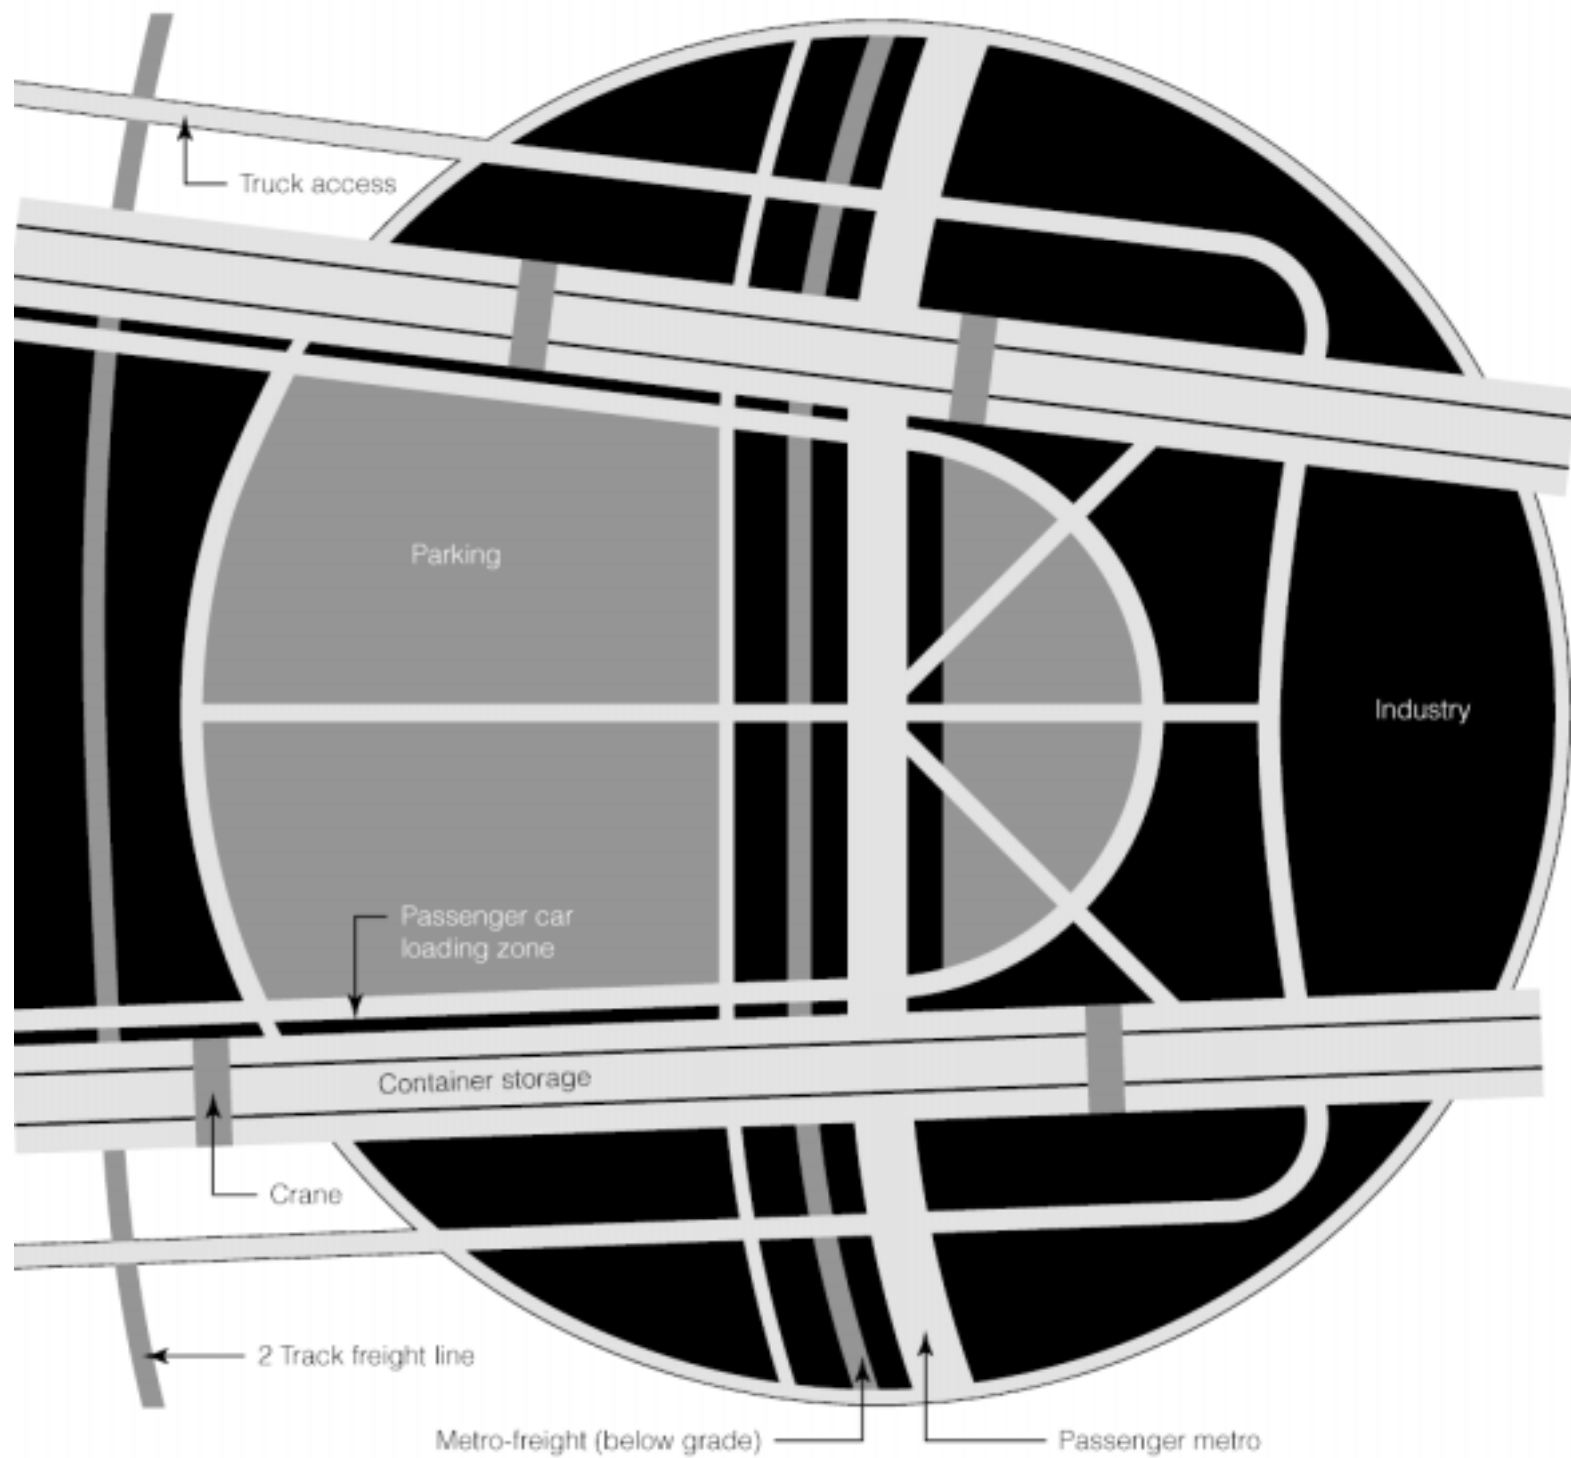 Truck access
Parking
Industry
Passenger car
loading zone
Container storage
Crane
2 Track freight line
Metro-freight (below grade)
Passenger metro